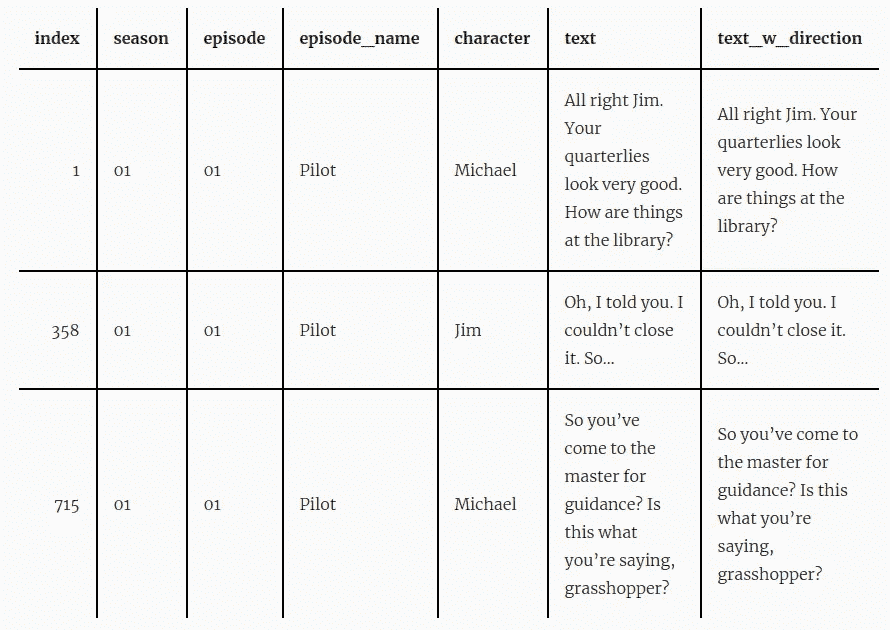 index season episode episode_name character text text_w_direction
All right Jim.
Your
quarterlies
look very good.
How are things
at the library?
All right Jim. Your
quarterlies look
very good. How
are things at the
library?
1 01 01 Pilot Michael
Oh, I told you. I
couldn’t close
it. So...
Oh, I told you. I
couldn’t close it.
So...
358 01 01 Pilot Jim
So you’ve
come to the
master for
guidance? Is
this what
you’re saying,
grasshopper?
So you’ve come to
the master for
guidance? Is this
what you’re
saying,
grasshopper?
715 01 01 Pilot Michael